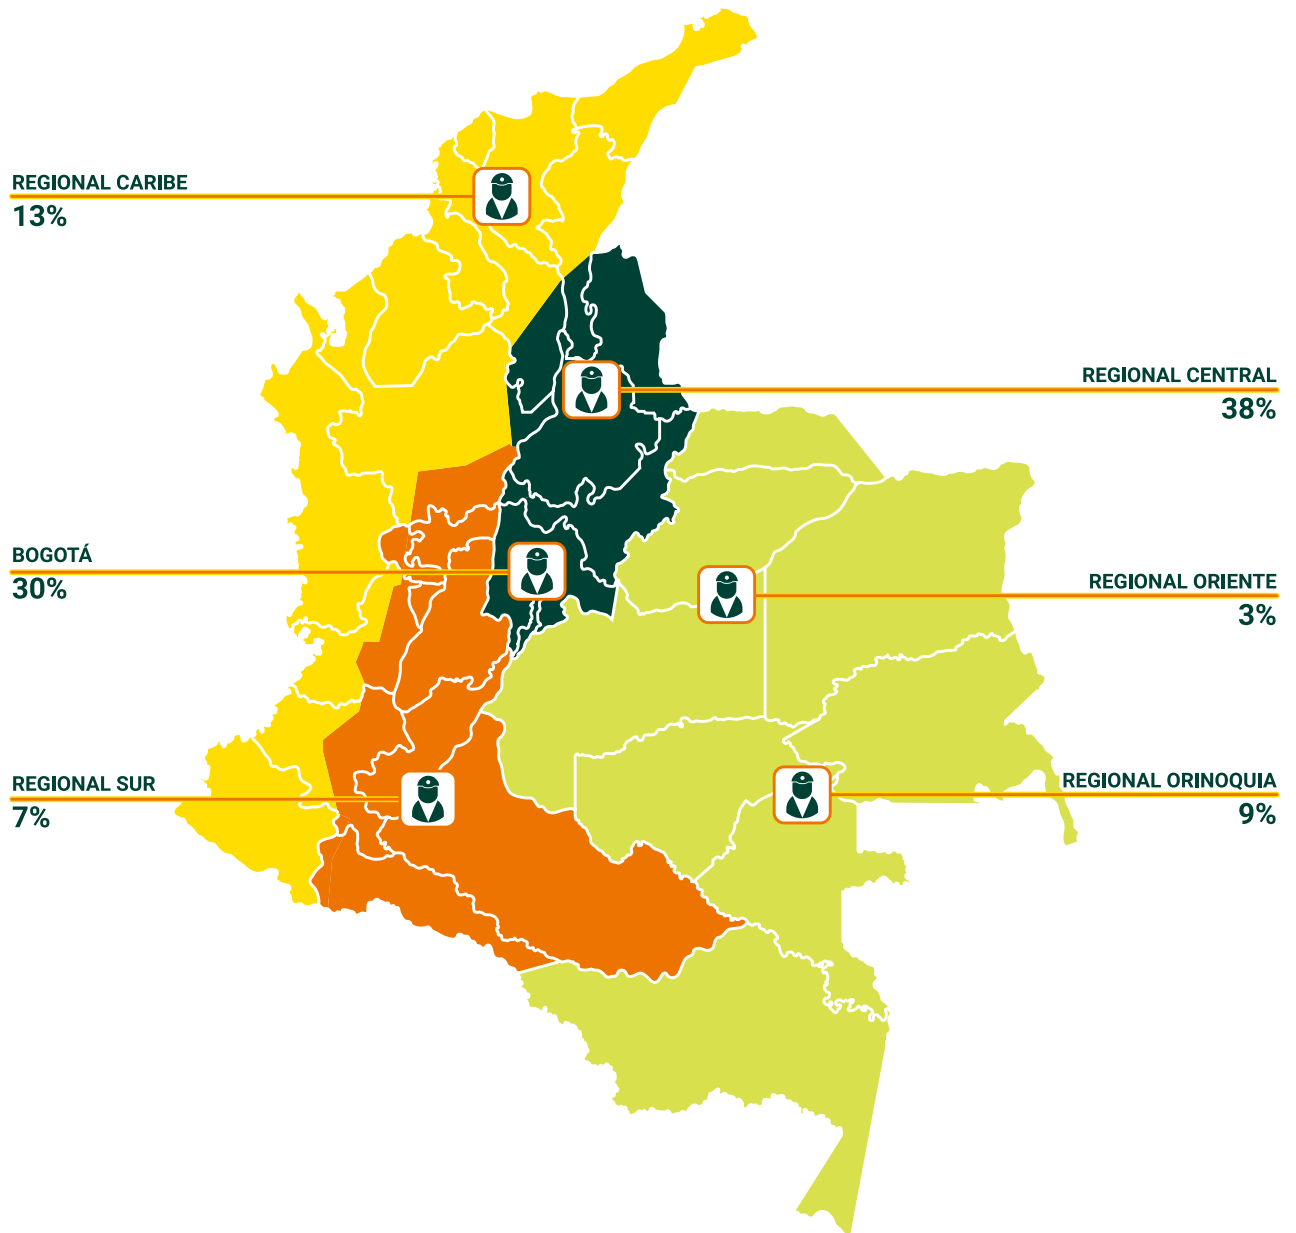 REGIONAL CARIBE
13%
REGIONAL CENTRAL
38%
BOGOTÁ
30%
REGIONAL ORIENTE
3%
REGIONAL SUR
7%
REGIONAL ORINOQUIA
9%